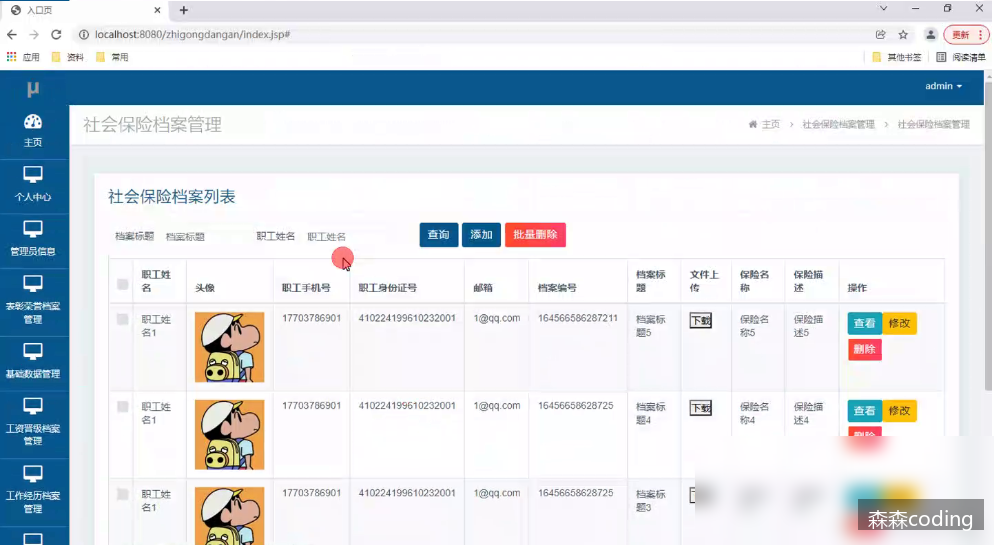 入口页
localhost:8080/zhigongdangan/index.jsp#
更新
应用 资料 常用 其他书签 阅读清单
μ
admin
主页
个人中心
管理员信息
表彰荣誉档案
管理
基础数据管理
工资晋级档案
管理
工作经历档案
管理
社会保险档案管理
主页 > 社会保险档案管理 > 社会保险档案管理
社会保险档案列表
档案标题 档案标题 职工姓名 职工姓名 查询 添加 批量删除
职工姓名 头像 职工手机号 职工身份证号 邮箱 档案编号 档案标题 文件上传 保险名称 保险描述 操作
职工姓名1 17703786901 410224199610232001 1@qq.com 164566586287211 档案标题5 下载 保险名称5 保险描述5 查看 修改
删除
职工姓名1 17703786901 410224199610232001 1@qq.com 16456658628725 档案标题4 下载 保险名称4 保险描述4 查看 修改
删除
职工姓名1 17703786901 410224199610232001 1@qq.com 16456658628725 档案标题3
森森coding